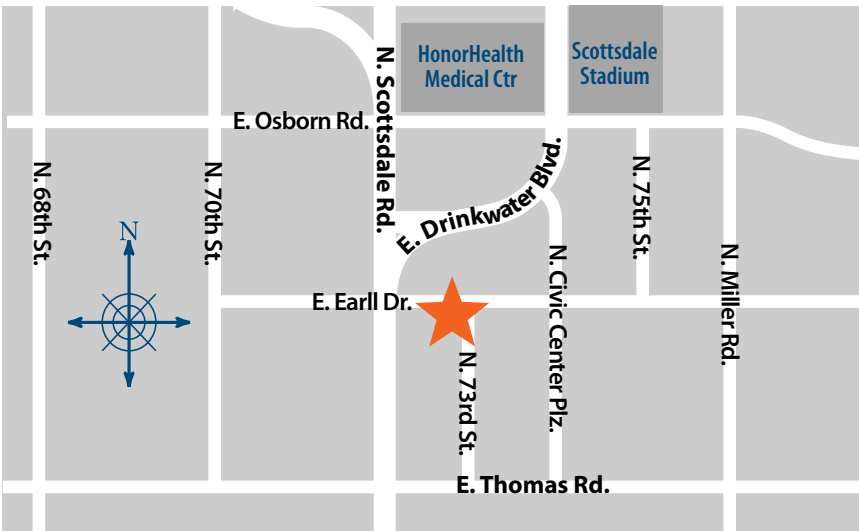 HonorHealth
Medical Ctr
Scottsdale
Stadium
N. Scottsdale Rd.
E. Osborn Rd.
E. Drinkwater Blvd.
N. 68th St.
N. 70th St.
N. 75th St.
N
N. Civic Center Plz.
N. Miller Rd.
E. Earll Dr.
N. 73rd St.
E. Thomas Rd.